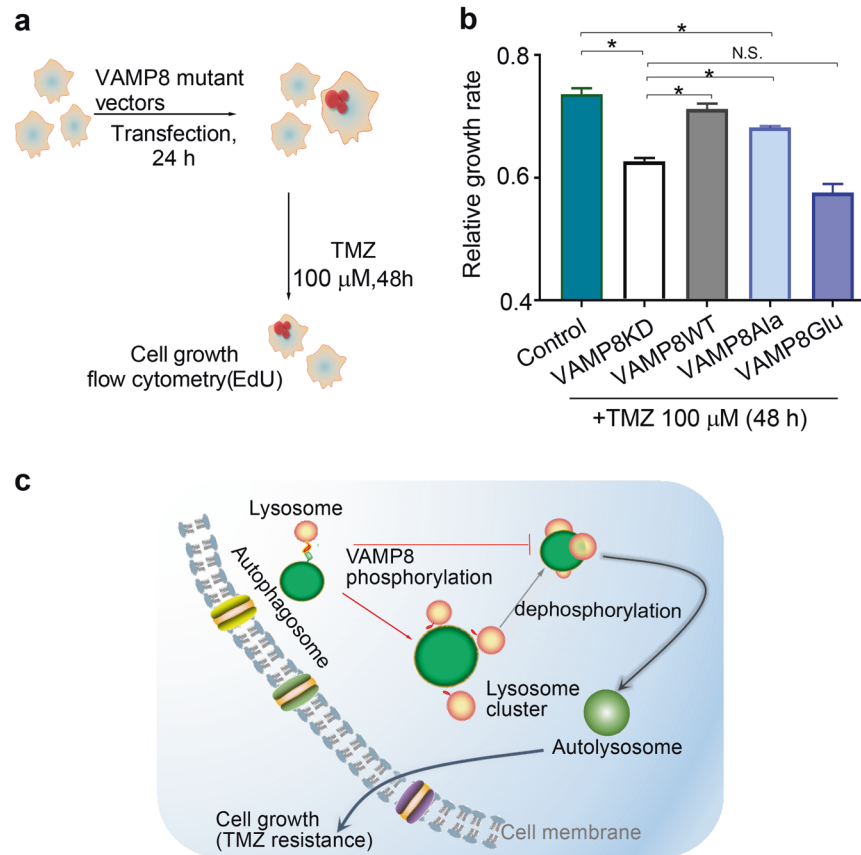 a
VAMP8 mutant
vectors
Transfection,
24 h
TMZ
100 μM,48h
Cell growth
flow cytometry(EdU)
b
Relative growth rate
0.8
0.6
0.4
*
*
N.S.
*
*
Control
VAMP8KD
VAMP8WT
VAMP8Ala
VAMP8Glu
+TMZ 100 μM (48 h)
c
Lysosome
Autophagosome
VAMP8
phosphorylation
dephosphorylation
Lysosome
cluster
Autolysosome
Cell growth
(TMZ resistance)
Cell membrane